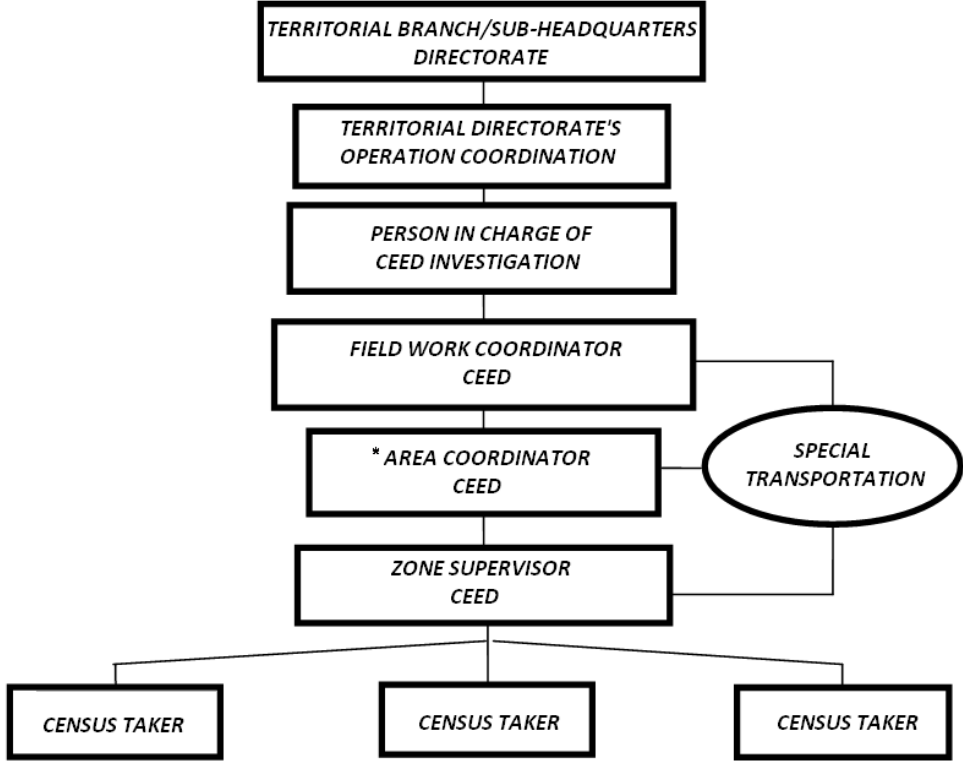 TERRITORIAL BRANCH/SUB-HEADQUARTERS
DIRECTORATE
TERRITORIAL DIRECTORATE'S
OPERATION COORDINATION
PERSON IN CHARGE OF
CEED INVESTIGATION
FIELD WORK COORDINATOR
CEED
* AREA COORDINATOR
CEED
SPECIAL
TRANSPORTATION
ZONE SUPERVISOR
CEED
CENSUS TAKER
CENSUS TAKER
CENSUS TAKER